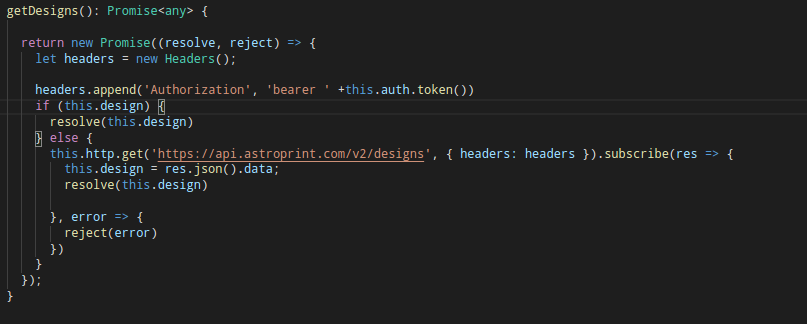 getDesigns(): Promise<any> {
return new Promise((resolve, reject) => {
let headers = new Headers();
headers.append('Authorization', 'bearer ' +this.auth.token())
if (this.design) {
resolve(this.design)
} else {
this.http.get('https://api.astroprint.com/v2/designs', { headers: headers }).subscribe(res => {
this.design = res.json().data;
resolve(this.design)
}, error => {
reject(error)
})
}
});
}